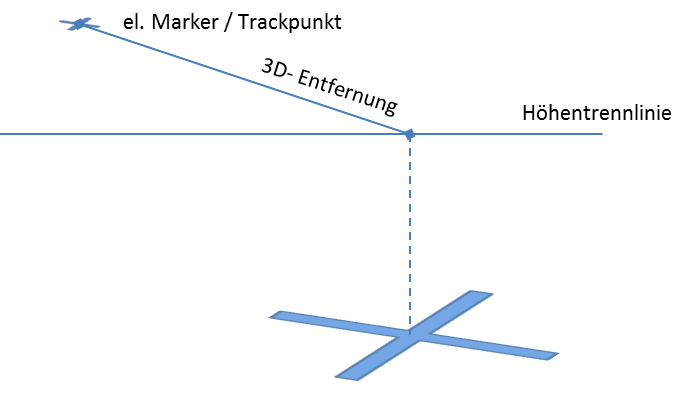 el. Marker / Trackpunkt
3D- Entfernung
Höhentrennlinie